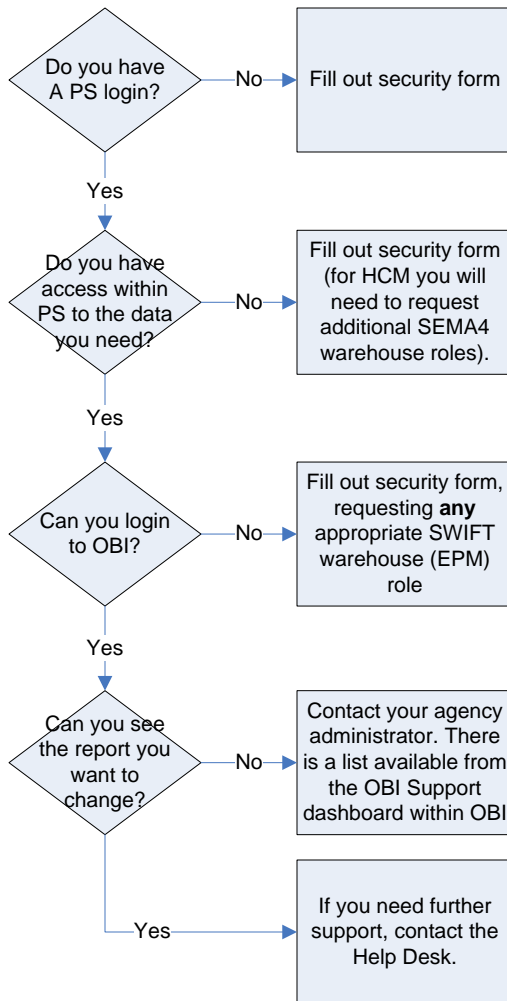 Do you have
A PS login?
No
Fill out security form
Yes
Do you have
access within
PS to the data
you need?
No
Fill out security form
(for HCM you will
need to request
additional SEMA4
warehouse roles).
Yes
Can you login
to OBI?
No
Fill out security form,
requesting any
appropriate SWIFT
warehouse (EPM)
role
Yes
Can you see
the report you
want to
change?
No
Contact your agency
administrator. There
is a list available from
the OBI Support
dashboard within OBI
Yes
If you need further
support, contact the
Help Desk.